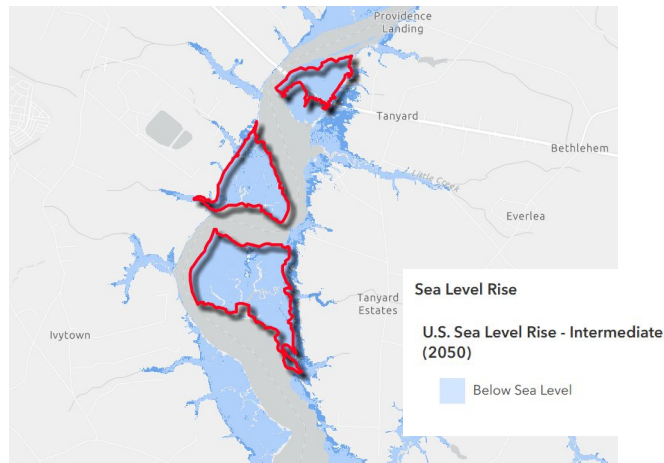 Providence
Landing
Tanyard
Bethlehem
Little Creek
Everlea
Tanyard
Estates
Ivytown
Sea Level Rise
U.S. Sea Level Rise - Intermediate
(2050)
Below Sea Level